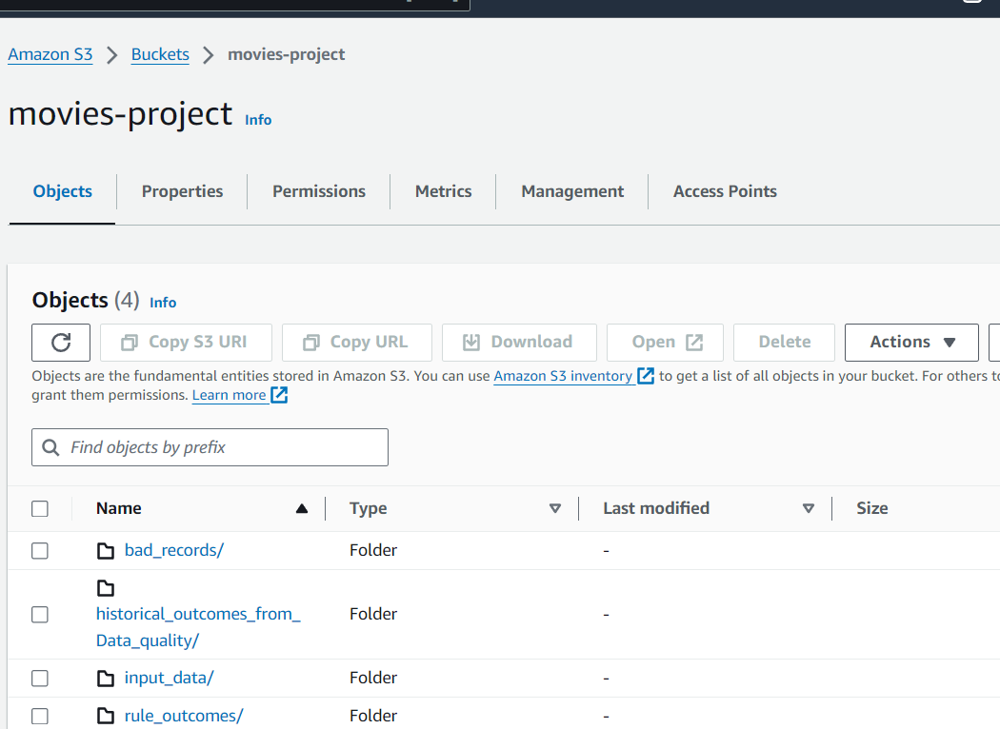 Amazon S3 > Buckets > movies-project
movies-project Info
Objects Properties Permissions Metrics Management Access Points
Objects (4) Info
Copy S3 URI Copy URL Download Open Delete Actions
Objects are the fundamental entities stored in Amazon S3. You can use Amazon S3 inventory to get a list of all objects in your bucket. For others to
grant them permissions. Learn more
Find objects by prefix
Name Type Last modified Size
bad_records/ Folder -
historical_outcomes_from_
Data_quality/ Folder -
input_data/ Folder -
rule_outcomes/ Folder -